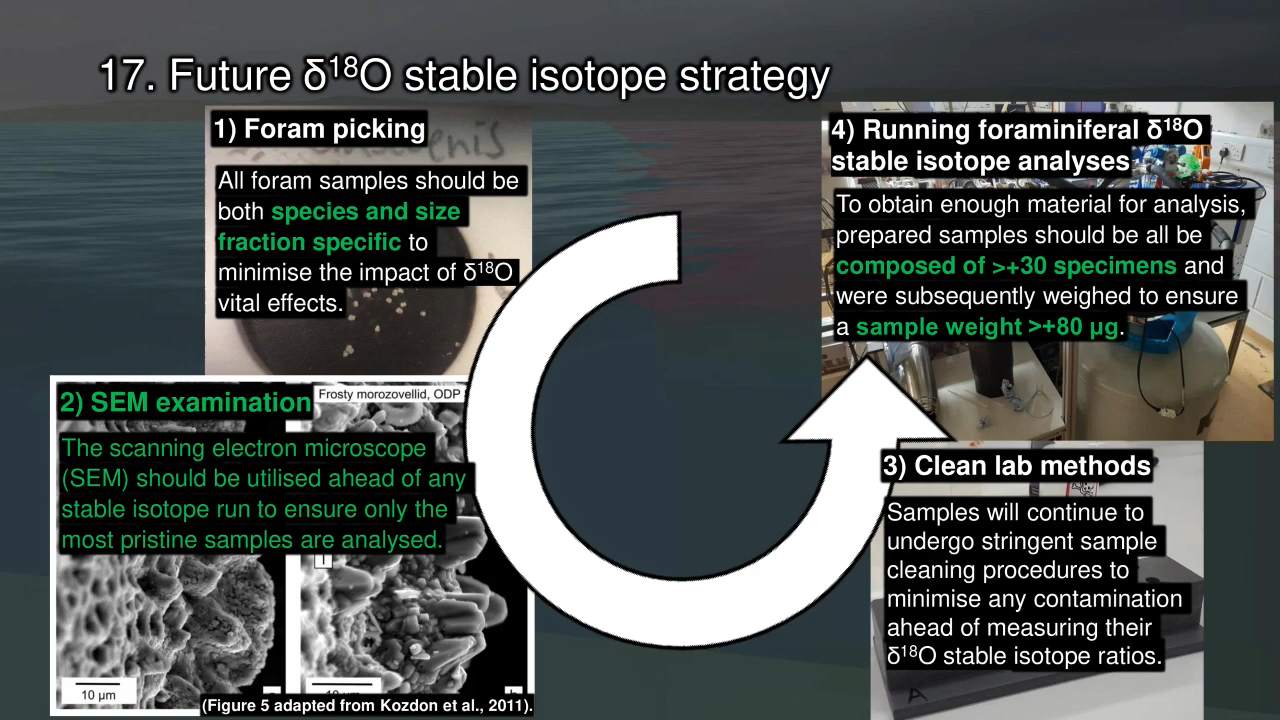 17. Future δ¹⁸O stable isotope strategy
1) Foram picking
All foram samples should be
both species and size
fraction specific to
minimise the impact of δ¹⁸O
vital effects.
2) SEM examination
Frosty morozovellid, ODP
The scanning electron microscope
(SEM) should be utilised ahead of any
stable isotope run to ensure only the
most pristine samples are analysed.
10 µm
(Figure 5 adapted from Kozdon et al., 2011).
3) Clean lab methods
Samples will continue to
undergo stringent sample
cleaning procedures to
minimise any contamination
ahead of measuring their
δ¹⁸O stable isotope ratios.
A
4) Running foraminiferal δ¹⁸O
stable isotope analyses
To obtain enough material for analysis,
prepared samples should be all be
composed of >+30 specimens and
were subsequently weighed to ensure
a sample weight >+80 µg.